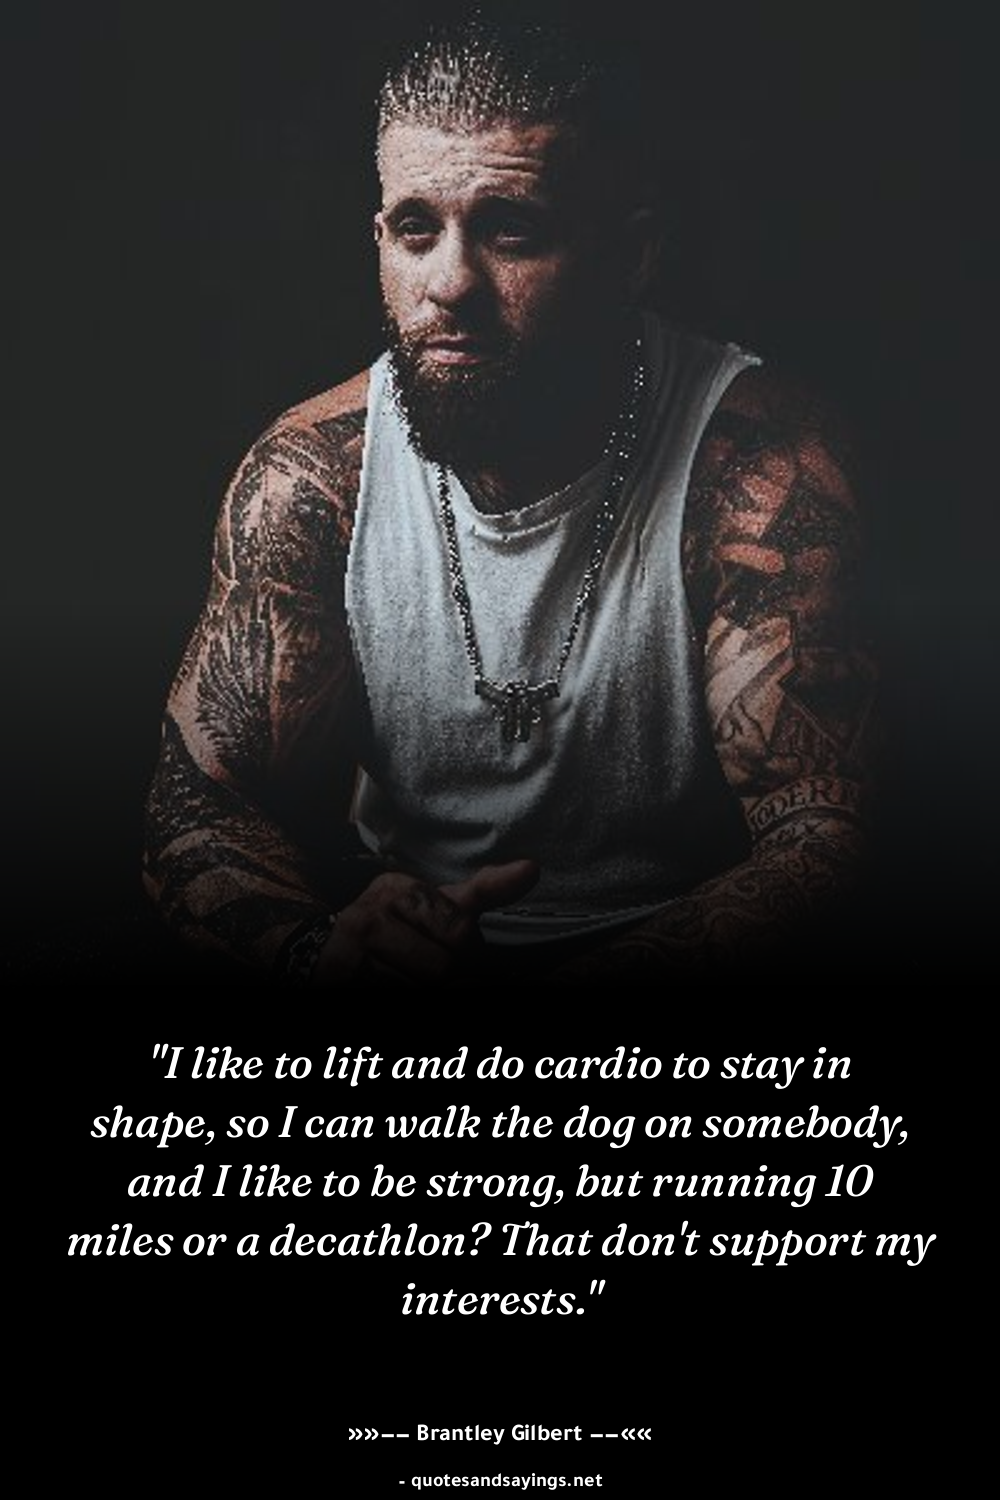 "I like to lift and do cardio to stay in
shape, so I can walk the dog on somebody,
and I like to be strong, but running 10
miles or a decathlon? That don't support my
interests."
»»–– Brantley Gilbert ––««
- quotesandsayings.net